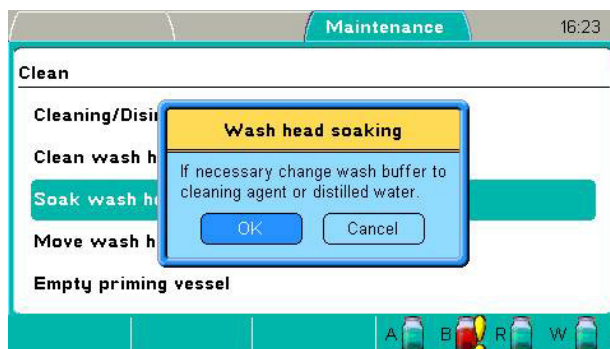 Maintenance 16:23
Clean
Cleaning/Disi
Wash head soaking
Clean wash h
If necessary change wash buffer to
cleaning agent or distilled water.
Soak wash he
OK Cancel
Move wash h
Empty priming vessel
A B R W